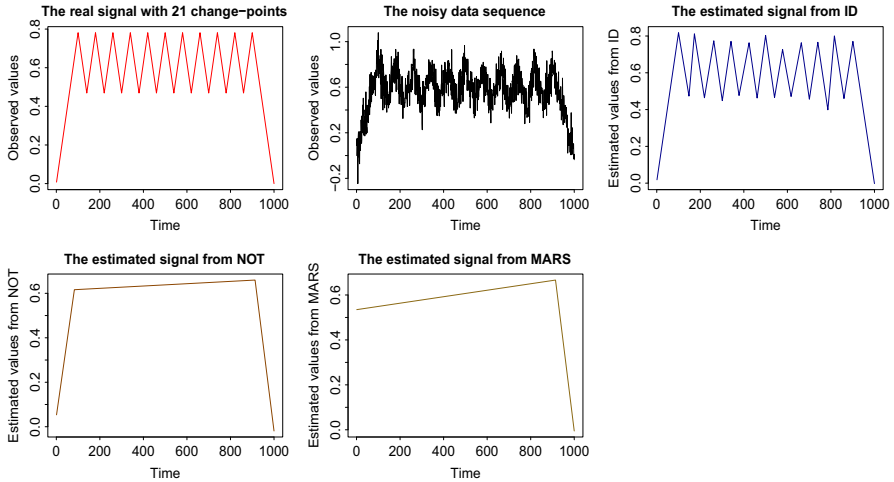 The real signal with 21 change−points
Observed values
0.0 0.2 0.4 0.6 0.8
0 200 400 600 800 1000
Time
The noisy data sequence
Observed values
−0.2 0.2 0.6 1.0
0 200 400 600 800 1000
Time
The estimated signal from ID
Estimated values from ID
0.0 0.2 0.4 0.6 0.8
0 200 400 600 800 1000
Time
The estimated signal from NOT
Estimated values from NOT
0.0 0.2 0.4 0.6
0 200 400 600 800 1000
Time
The estimated signal from MARS
Estimated values from MARS
0.0 0.2 0.4 0.6
0 200 400 600 800 1000
Time